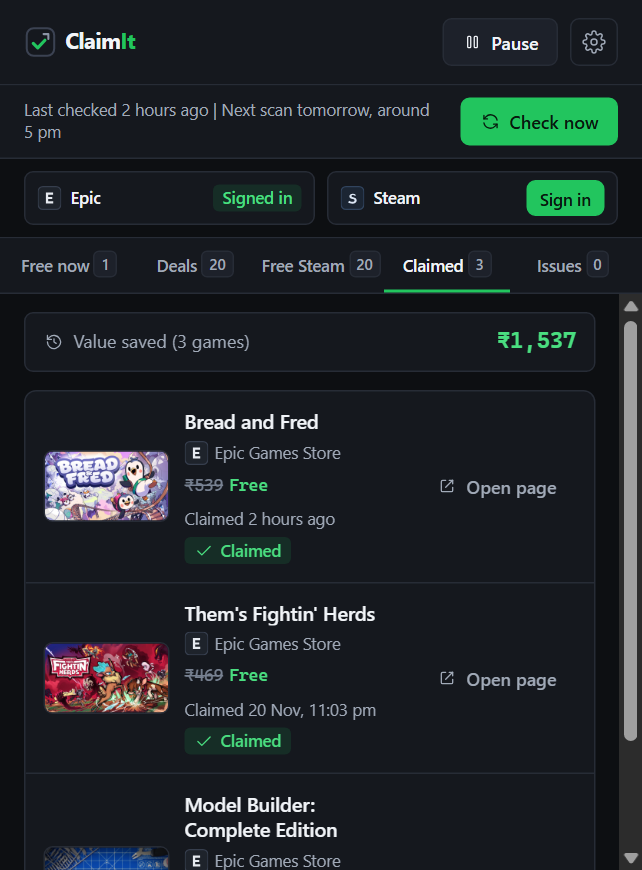 ClaimIt
Pause
Last checked 2 hours ago | Next scan tomorrow, around
5 pm
Check now
E Epic Signed in
S Steam Sign in
Free now 1 Deals 20 Free Steam 20 Claimed 3 Issues 0
Value saved (3 games) ₹1,537
Bread and Fred
E Epic Games Store
₹539 Free
Claimed 2 hours ago
Claimed
Open page
BREAD
& FRED
Them's Fightin' Herds
E Epic Games Store
₹469 Free
Claimed 20 Nov, 11:03 pm
Claimed
Open page
FIGHTIN'
HERDS
Model Builder:
Complete Edition
E Epic Games Store